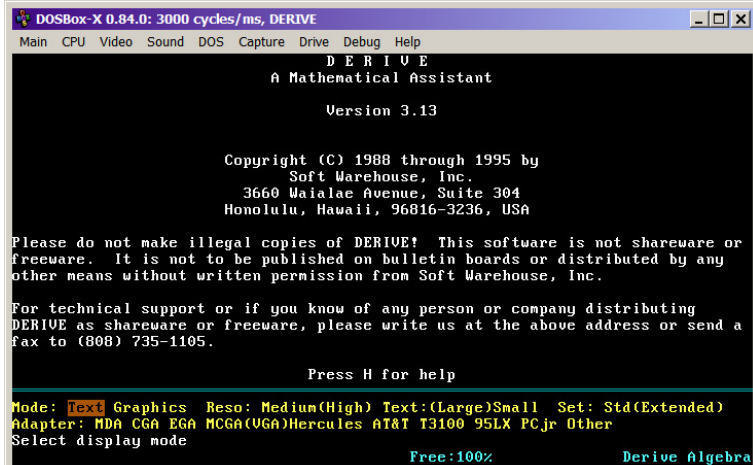 DOSBox-X 0.84.0: 3000 cycles/ms, DERIVE
Main CPU Video Sound DOS Capture Drive Debug Help
D E R I V E
A Mathematical Assistant
Version 3.13
Copyright (C) 1988 through 1995 by
Soft Warehouse, Inc.
3660 Waialae Avenue, Suite 304
Honolulu, Hawaii, 96816-3236, USA
Please do not make illegal copies of DERIVE! This software is not shareware or
freeware. It is not to be published on bulletin boards or distributed by any
other means without written permission from Soft Warehouse, Inc.
For technical support or if you know of any person or company distributing
DERIVE as shareware or freeware, please write us at the above address or send a
fax to (808) 735-1105.
Press H for help
Mode: Text Graphics Reso: Medium(High) Text:(Large)Small Set: Std(Extended)
Adapter: MDA CGA EGA MCGA(VGA)Hercules AT&T T3100 95LX PCjr Other
Select display mode
Free:100% Derive Algebra